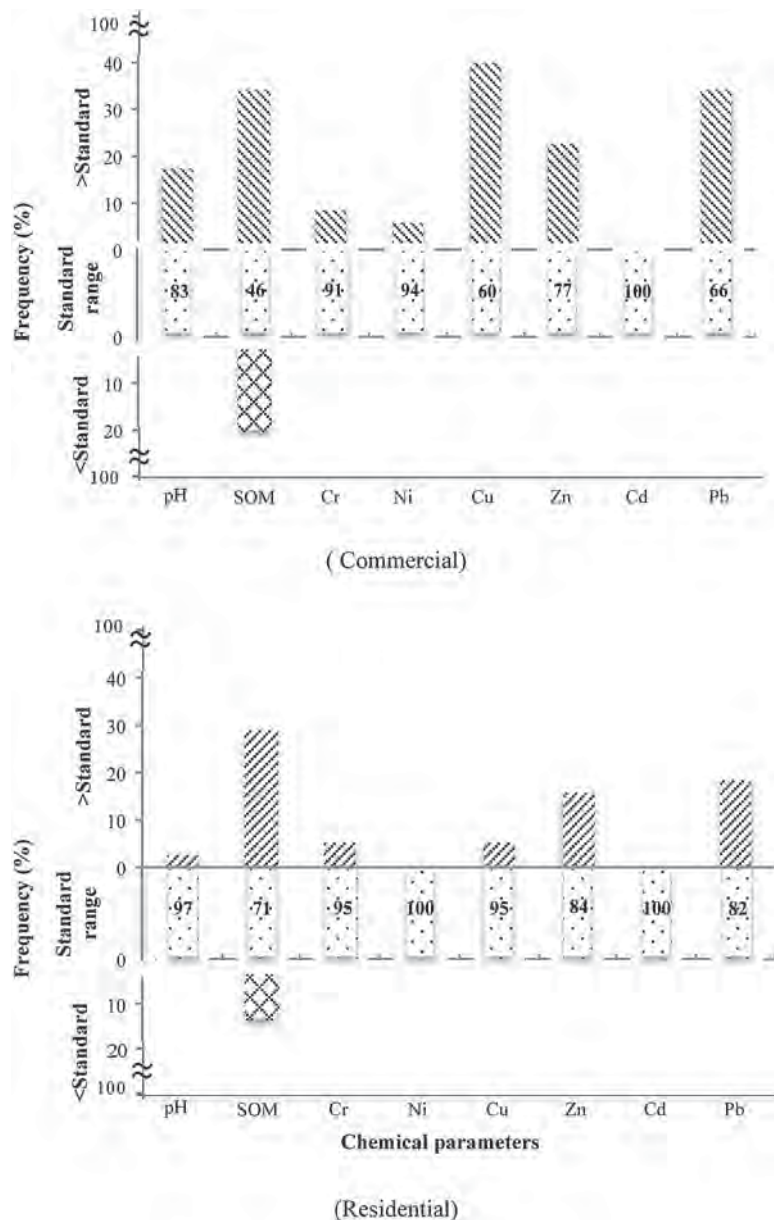 100
40
30
20
10
0
>Standard
Frequency (%)
Standard
range
83 46 91 94 60 77 100 66
0
10
20
100
<Standard
pH SOM Cr Ni Cu Zn Cd Pb
( Commercial)
100
40
30
20
10
0
>Standard
Frequency (%)
Standard
range
97 71 95 100 95 84 100 82
0
10
20
100
<Standard
pH SOM Cr Ni Cu Zn Cd Pb
Chemical parameters
(Residential)